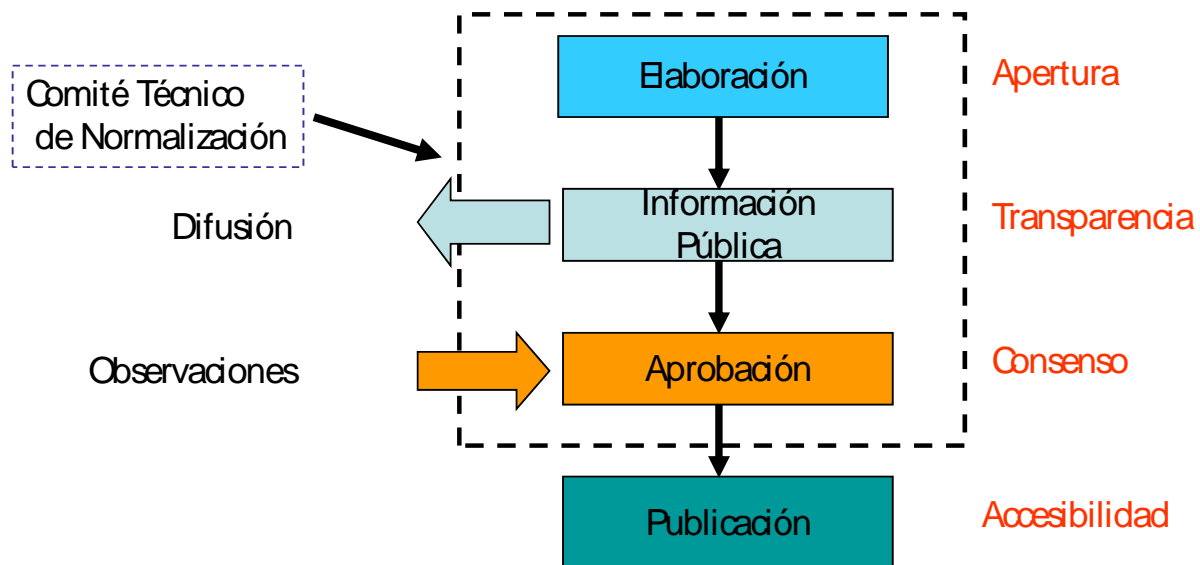 Elaboración
Apertura
Comité Técnico
de Normalización
Información
Pública
Transparencia
Difusión
Observaciones
Aprobación
Consenso
Publicación
Accesibilidad